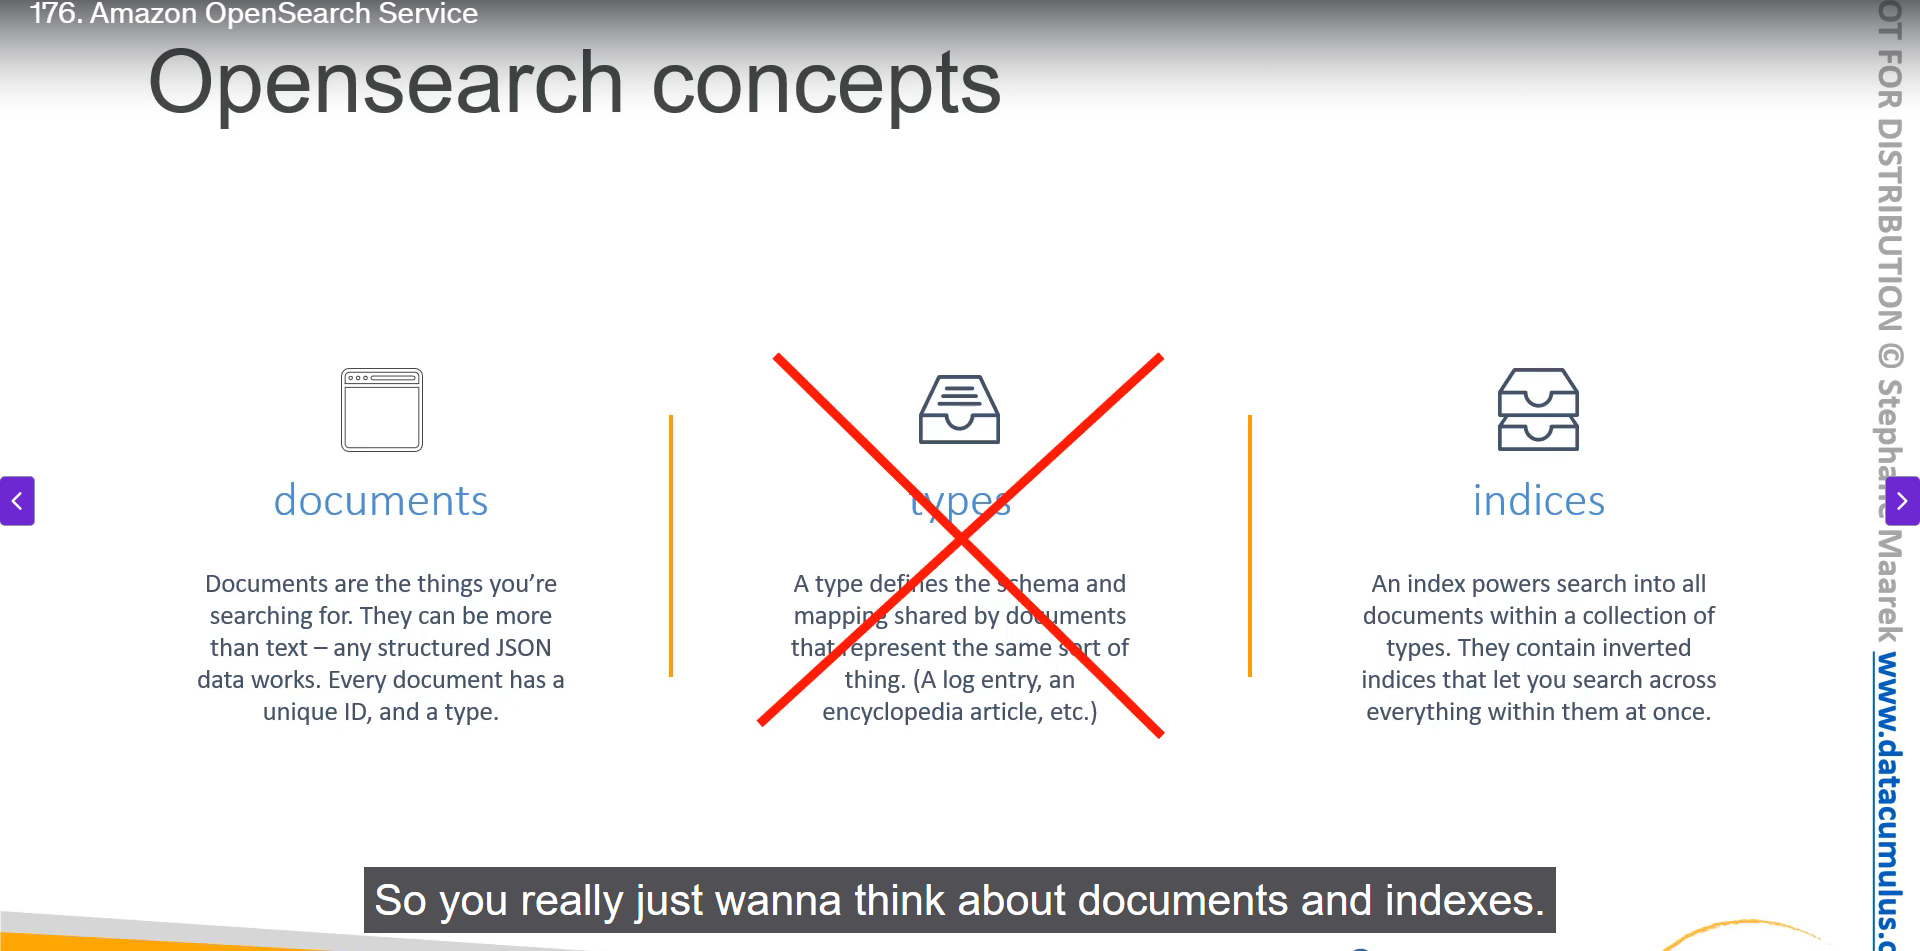 176. Amazon OpenSearch Service
Opensearch concepts
documents
Documents are the things you’re
searching for. They can be more
than text – any structured JSON
data works. Every document has a
unique ID, and a type.
types
A type defines the schema and
mapping shared by documents
that represent the same sort of
thing. (A log entry, an
encyclopedia article, etc.)
indices
An index powers search into all
documents within a collection of
types. They contain inverted
indices that let you search across
everything within them at once.
So you really just wanna think about documents and indexes.
OT FOR DISTRIBUTION © Stephane Maarek www.datacumulus.c